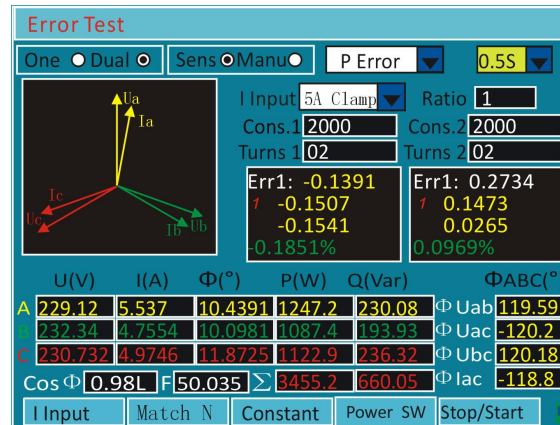 Error Test
One Dual Sens Manu P Error 0.5S
Ua
Ia
Ic
Uc
Ib Ub
I Input 5A Clamp Ratio 1
Cons.1 2000 Cons.2 2000
Turns 1 02 Turns 2 02
Err1: -0.1391 Err1: 0.2734
1 -0.1507 1 0.1473
-0.1541 0.0265
-0.1851% 0.0969%
U(V) I(A) Φ(°) P(W) Q(Var) ΦABC(°
A 229.12 5.537 10.4391 1247.2 230.08 Φ Uab 119.59
B 232.34 4.7554 10.0981 1087.4 193.93 Φ Uac -120.2
C 230.732 4.9746 11.8725 1122.9 236.32 Φ Ubc 120.18
Cos Φ 0.98L F 50.035 Σ 3455.2 660.05 Φ Iac -118.8
I Input Match N Constant Power SW Stop/Start